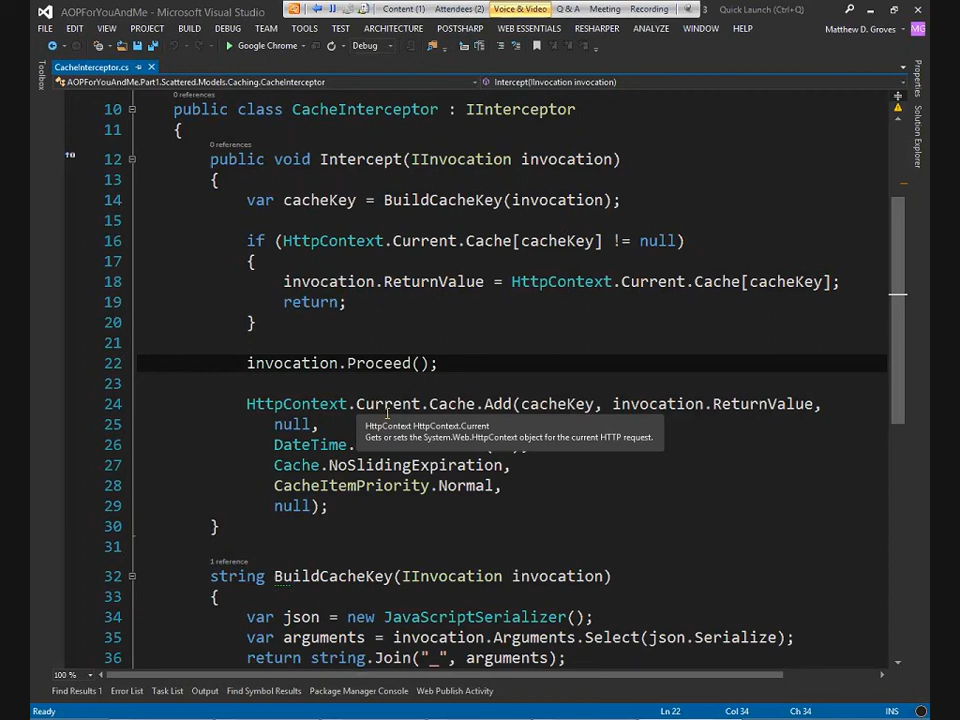 AOPForYouAndMe - Microsoft Visual Studio
Content (1) Attendees (2) Voice & Video Q & A Meeting Recording 3 Quick Launch (Ctrl+Q)
FILE EDIT VIEW PROJECT BUILD DEBUG TEAM TOOLS ARCHITECTURE POSTSHARP WEB ESSENTIALS RESHARPER ANALYZE WINDOW HELP Matthew D. Groves MG
Google Chrome Debug
Toolbox
CacheInterceptor.cs
AOPForYouAndMe.Part1.Scattered.Models.Caching.CacheInterceptor Intercept(IInvocation invocation)
Properties
Solution Explorer
0 references
10 public class CacheInterceptor : IInterceptor
11 {
0 references
12 public void Intercept(IInvocation invocation)
13 {
14 var cacheKey = BuildCacheKey(invocation);
15
16 if (HttpContext.Current.Cache[cacheKey] != null)
17 {
18 invocation.ReturnValue = HttpContext.Current.Cache[cacheKey];
19 return;
20 }
21
22 invocation.Proceed();
23
24 HttpContext.Current.Cache.Add(cacheKey, invocation.ReturnValue,
25 null,
HttpContext HttpContext.Current
Gets or sets the System.Web.HttpContext object for the current HTTP request.
26 DateTime.
27 Cache.NoSlidingExpiration,
28 CacheItemPriority.Normal,
29 null);
30 }
31
1 reference
32 string BuildCacheKey(IInvocation invocation)
33 {
34 var json = new JavaScriptSerializer();
35 var arguments = invocation.Arguments.Select(json.Serialize);
36 return string.Join("_", arguments);
100 %
Find Results 1 Error List Task List Output Find Symbol Results Package Manager Console Web Publish Activity
Ready Ln 22 Col 34 Ch 34 INS